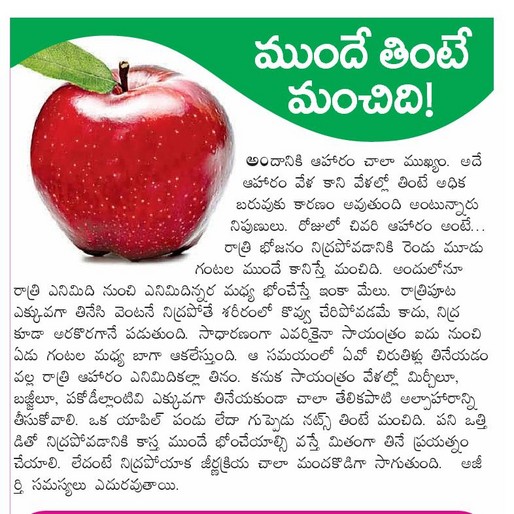 ముందే తింటే
మంచిది!
అందానికి ఆహారం చాలా ముఖ్యం. అదే
ఆహారం వేళ కాని వేళల్లో తింటే అధిక
బరువుకు కారణం అవుతుంది అంటున్నారు
నిపుణులు. రోజులో చివరి ఆహారం అంటే...
రాత్రి భోజనం నిద్రపోవడానికి రెండు మూడు
గంటల ముందే కానిస్తే మంచిది. అందులోనూ
రాత్రి ఎనిమిది నుంచి ఎనిమిదిన్నర మధ్య భోంచేస్తే ఇంకా మేలు. రాత్రిపూట
ఎక్కువగా తినేసి వెంటనే నిద్రపోతే శరీరంలో కొవ్వు చేరిపోవడమే కాదు, నిద్ర
కూడా అరకొరగానే పడుతుంది. సాధారణంగా ఎవరికైనా సాయంత్రం ఐదు నుంచి
ఏడు గంటల మధ్య బాగా ఆకలేస్తుంది. ఆ సమయంలో ఏవో చిరుతిళ్లు తినేయడం
వల్ల రాత్రి ఆహారం ఎనిమిదికల్లా తినం. కనుక సాయంత్రం వేళల్లో మిర్చీలూ,
బజ్జీలూ, పకోడీల్లాంటివి ఎక్కువగా తినేయకుండా చాలా తేలికపాటి అల్పాహారాన్ని
తీసుకోవాలి. ఒక యాపిల్ పండు లేదా గుప్పెడు నట్స్ తింటే మంచిది. పని ఒత్తి
డితో నిద్రపోవడానికి కాస్త ముందే భోంచేయాల్సి వస్తే మితంగా తినే ప్రయత్నం
చేయాలి. లేదంటే నిద్రపోయాక జీర్ణక్రియ చాలా మందకొడిగా సాగుతుంది. అజీ
ర్తి సమస్యలు ఎదురవుతాయి.